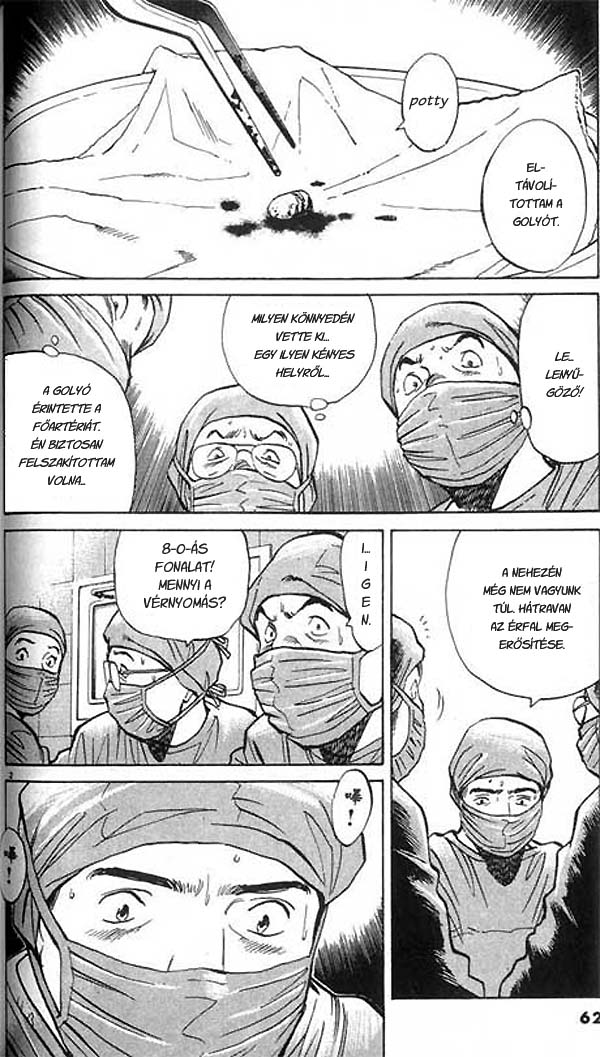 potty
EL-
TÁVOLÍ-
TOTTAM A
GOLYÓT.
LE...
LENYŰ-
GÖZŐ!
MILYEN KÖNNYEDÉN
VETTE KI...
EGY ILYEN KÉNYES
HELYRŐL...
A GOLYÓ
ÉRINTETTE A
FŐARTÉRIÁT.
ÉN BIZTOSAN
FELSZAKÍTOTTAM
VOLNA...
A NEHEZÉN
MÉG NEM VAGYUNK
TÚL. HÁTRAVAN
AZ ÉRFAL MEG-
ERŐSÍTÉSE.
I...
I
G
E
N.
8-0-ÁS
FONALAT!
MENNYI A
VÉRNYOMÁS?
2
62